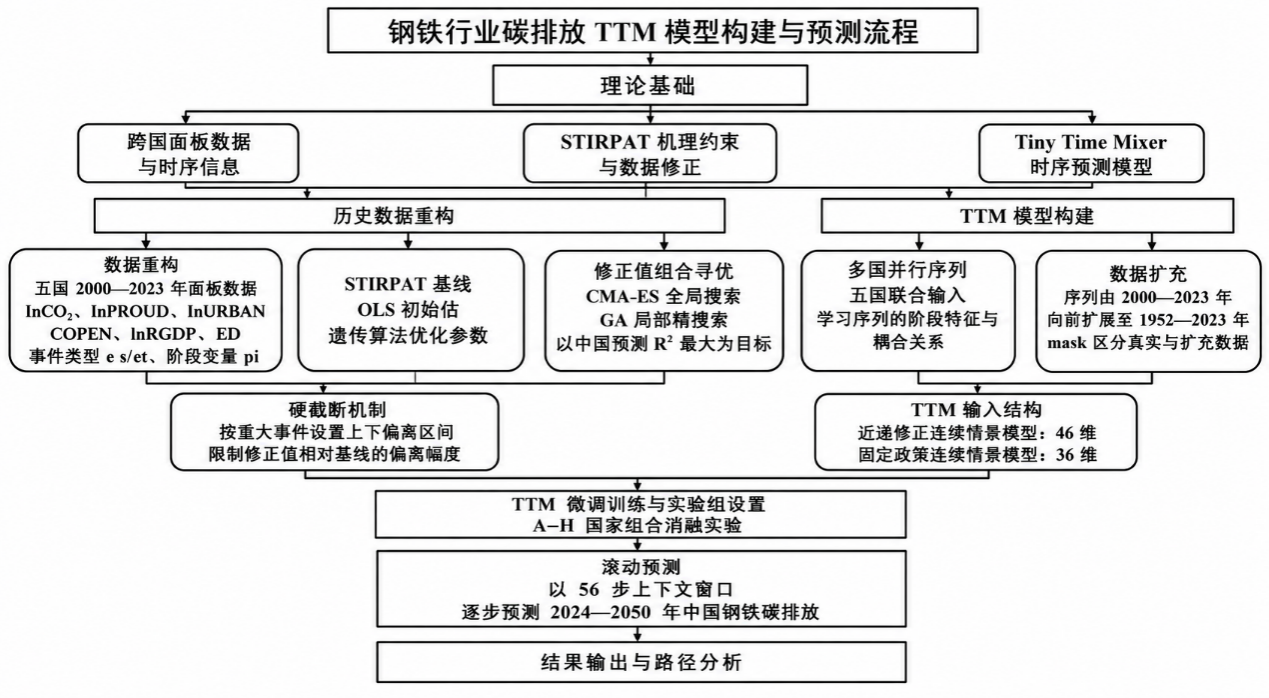 钢铁行业碳排放 TTM 模型构建与预测流程
理论基础
跨国面板数据
与时序信息
STIRPAT 机理约束
与数据修正
Tiny Time Mixer
时序预测模型
历史数据重构
TTM 模型构建
数据重构
五国 2000—2023 年面板数据
InCO₂、InPROUD、InURBAN
COPEN、lnRGDP、ED
事件类型 e s/et、阶段变量 pi
STIRPAT 基线
OLS 初始估
遗传算法优化参数
修正值组合寻优
CMA-ES 全局搜索
GA 局部精搜索
以中国预测 R² 最大为目标
多国并行序列
五国联合输入
学习序列的阶段特征与
耦合关系
数据扩充
序列由 2000—2023 年
向前扩展至 1952—2023 年
mask 区分真实与扩充数据
硬截断机制
按重大事件设置上下偏离区间
限制修正值相对基线的偏离幅度
TTM 输入结构
近递修正连续情景模型：46 维
固定政策连续情景模型：36 维
TTM 微调训练与实验组设置
A−H 国家组合消融实验
滚动预测
以 56 步上下文窗口
逐步预测 2024—2050 年中国钢铁碳排放
结果输出与路径分析